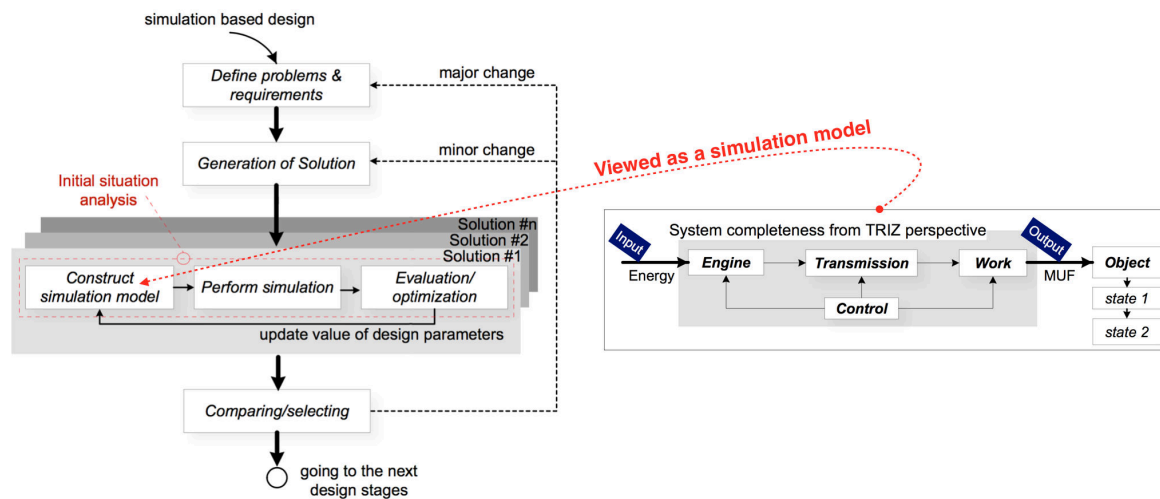 simulation based design
Define problems &
requirements
major change
Generation of Solution
minor change
Initial situation
analysis
Solution #n
Solution #2
Solution #1
Construct
simulation model
Perform simulation
Evaluation/
optimization
update value of design parameters
Comparing/selecting
going to the next
design stages
Viewed as a simulation model
System completeness from TRIZ perspective
Input
Energy
Engine
Transmission
Work
Control
Output
MUF
Object
state 1
state 2